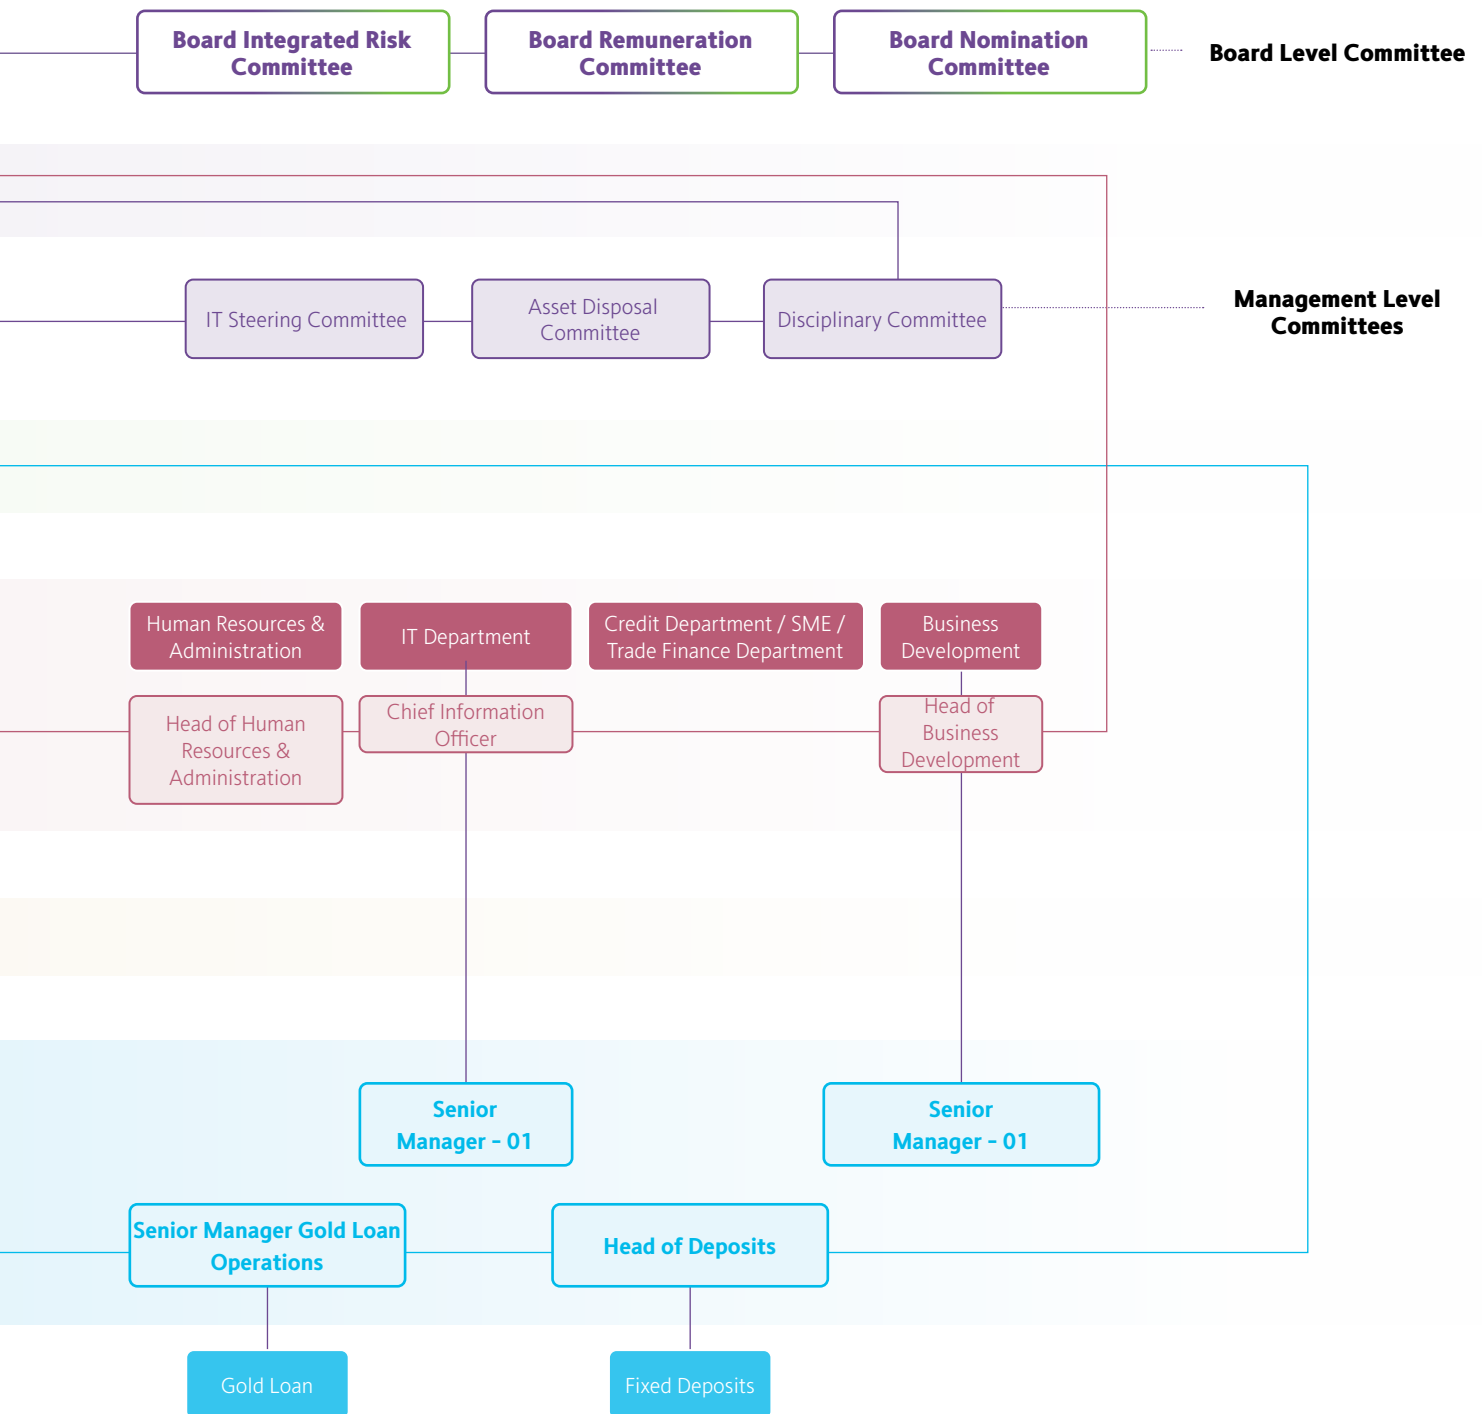 Board Integrated Risk
Committee
Board Remuneration
Committee
Board Nomination
Committee
Board Level Committee
IT Steering Committee
Asset Disposal
Committee
Disciplinary Committee
Management Level
Committees
Human Resources &
Administration
IT Department
Credit Department / SME /
Trade Finance Department
Business
Development
Head of Human
Resources &
Administration
Chief Information
Officer
Head of
Business
Development
Senior
Manager - 01
Senior
Manager - 01
Senior Manager Gold Loan
Operations
Head of Deposits
Gold Loan
Fixed Deposits